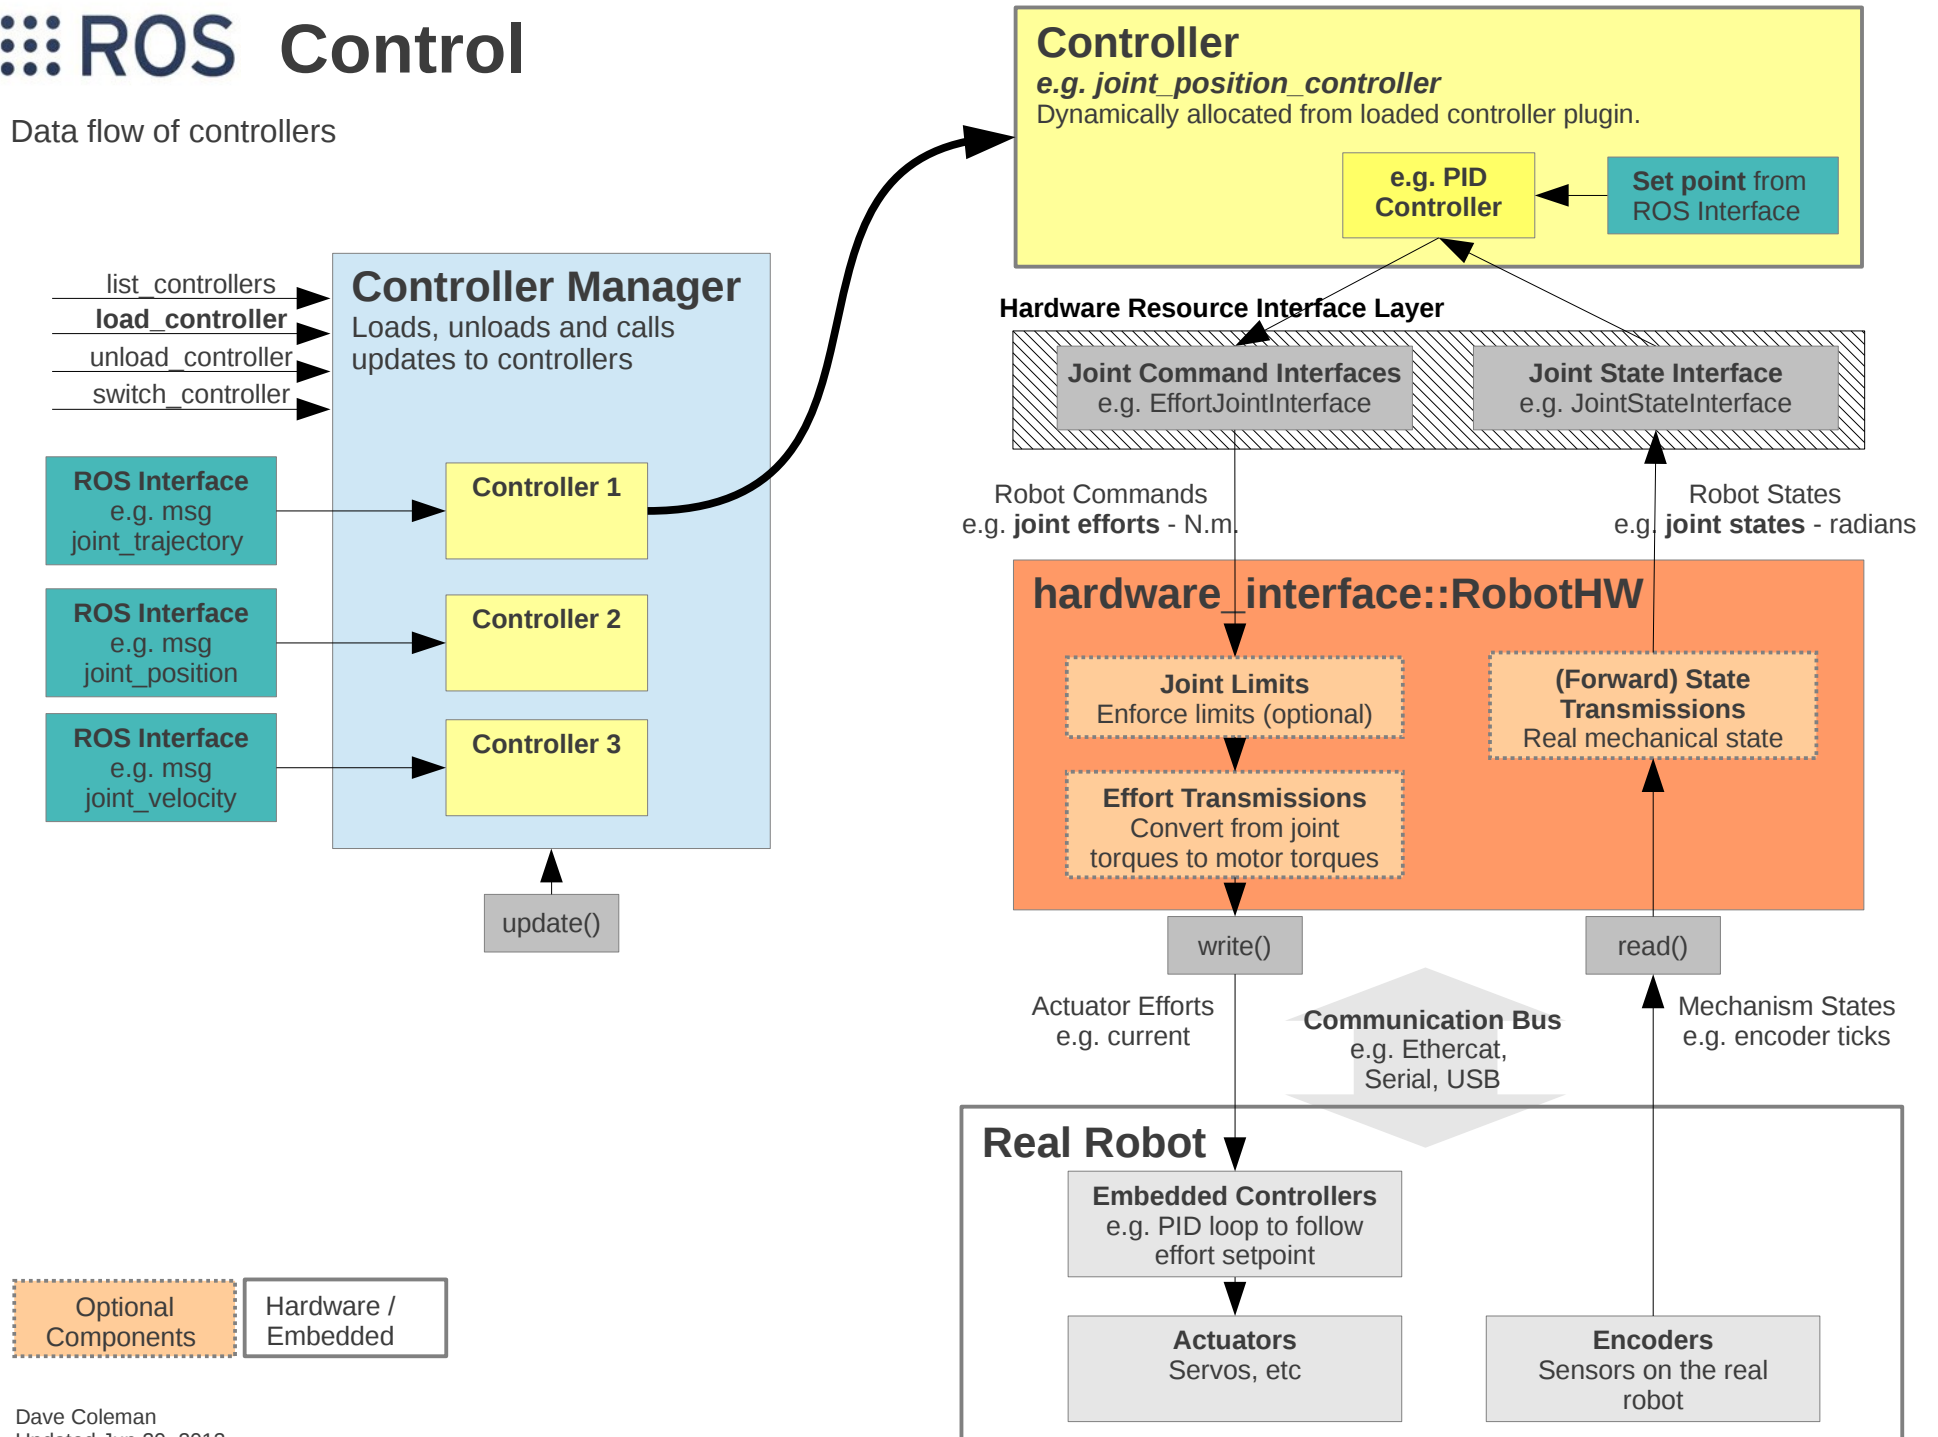 ROS Control
Data flow of controllers
list_controllers
load_controller
unload_controller
switch_controller
Controller Manager
Loads, unloads and calls
updates to controllers
ROS Interface
e.g. msg
joint_trajectory
Controller 1
ROS Interface
e.g. msg
joint_position
Controller 2
ROS Interface
e.g. msg
joint_velocity
Controller 3
update()
Controller
e.g. joint_position_controller
Dynamically allocated from loaded controller plugin.
e.g. PID
Controller
Set point from
ROS Interface
Hardware Resource Interface Layer
Joint Command Interfaces
e.g. EffortJointInterface
Joint State Interface
e.g. JointStateInterface
Robot Commands
e.g. joint efforts - N.m.
Robot States
e.g. joint states - radians
hardware_interface::RobotHW
Joint Limits
Enforce limits (optional)
Effort Transmissions
Convert from joint
torques to motor torques
(Forward) State
Transmissions
Real mechanical state
write()
read()
Actuator Efforts
e.g. current
Communication Bus
e.g. Ethercat,
Serial, USB
Mechanism States
e.g. encoder ticks
Real Robot
Embedded Controllers
e.g. PID loop to follow
effort setpoint
Actuators
Servos, etc
Encoders
Sensors on the real
robot
Optional
Components
Hardware /
Embedded
Dave Coleman
Updated Jun